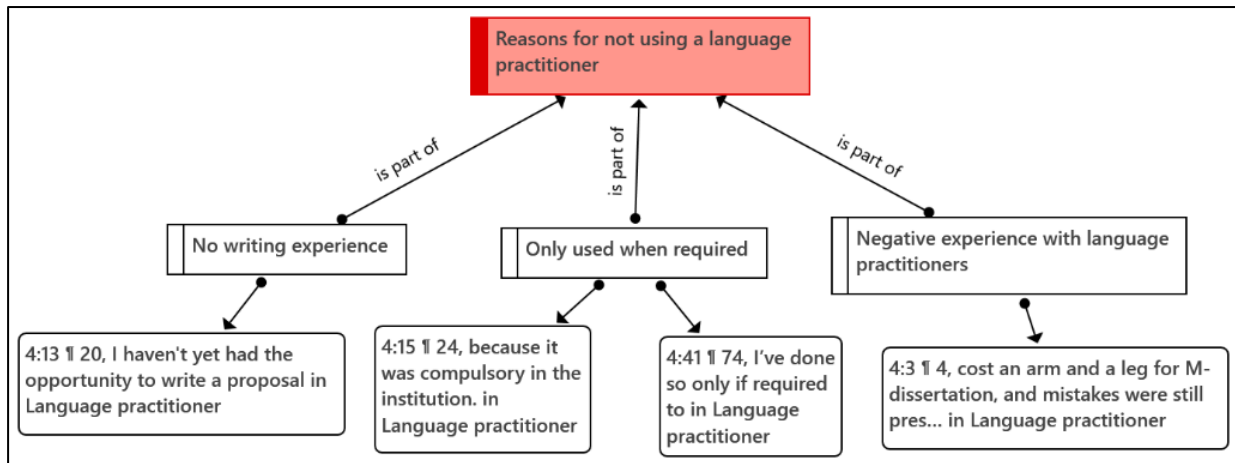 Reasons for not using a language
practitioner
is part of
is part of
is part of
No writing experience
Only used when required
Negative experience with language
practitioners
4:13 ¶ 20, I haven't yet had the
opportunity to write a proposal in
Language practitioner
4:15 ¶ 24, because it
was compulsory in the
institution. in
Language practitioner
4:41 ¶ 74, I’ve done
so only if required
to in Language
practitioner
4:3 ¶ 4, cost an arm and a leg for M-
dissertation, and mistakes were still
pres... in Language practitioner